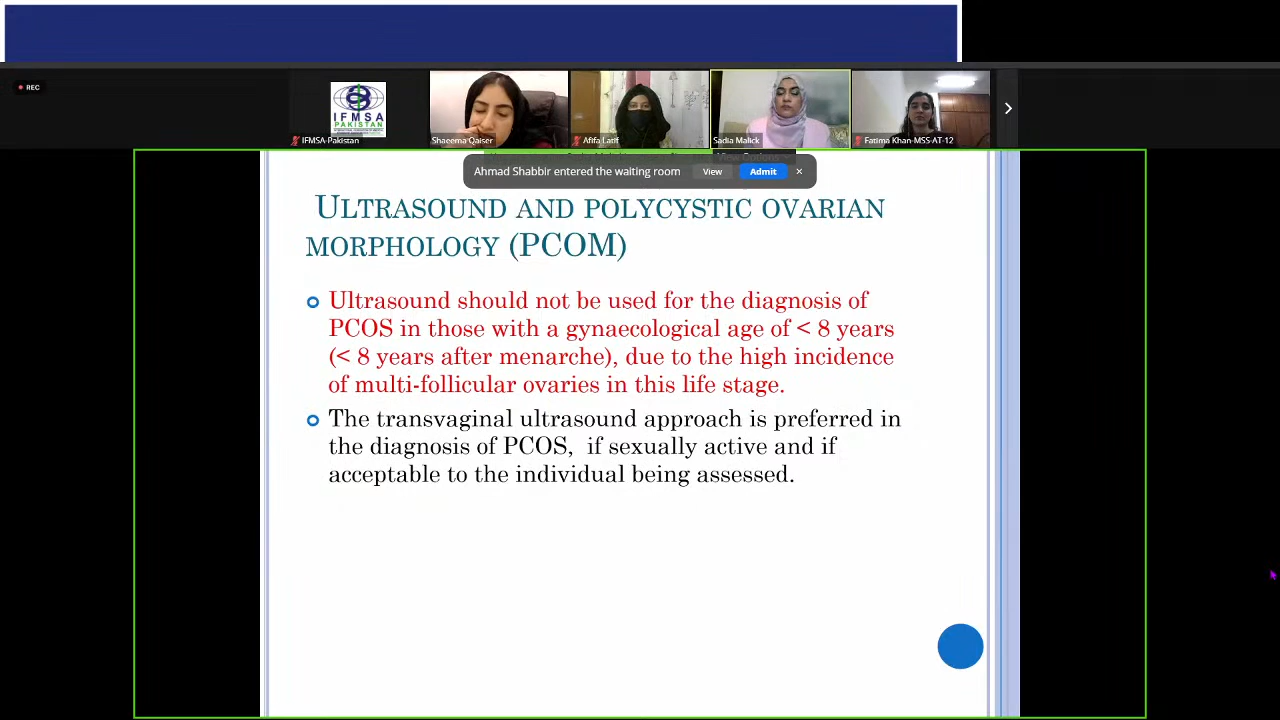 REC
IFMSA
PAKISTAN
IFMSA-Pakistan
Shaeema Qaiser
Afifa Latif
Sadia Malick
Fatima Khan-MSS-AT-12
Ahmad Shabbir entered the waiting room
View
Admit
ULTRASOUND AND POLYCYSTIC OVARIAN
MORPHOLOGY (PCOM)
Ultrasound should not be used for the diagnosis of
PCOS in those with a gynaecological age of < 8 years
(< 8 years after menarche), due to the high incidence
of multi-follicular ovaries in this life stage.
The transvaginal ultrasound approach is preferred in
the diagnosis of PCOS, if sexually active and if
acceptable to the individual being assessed.